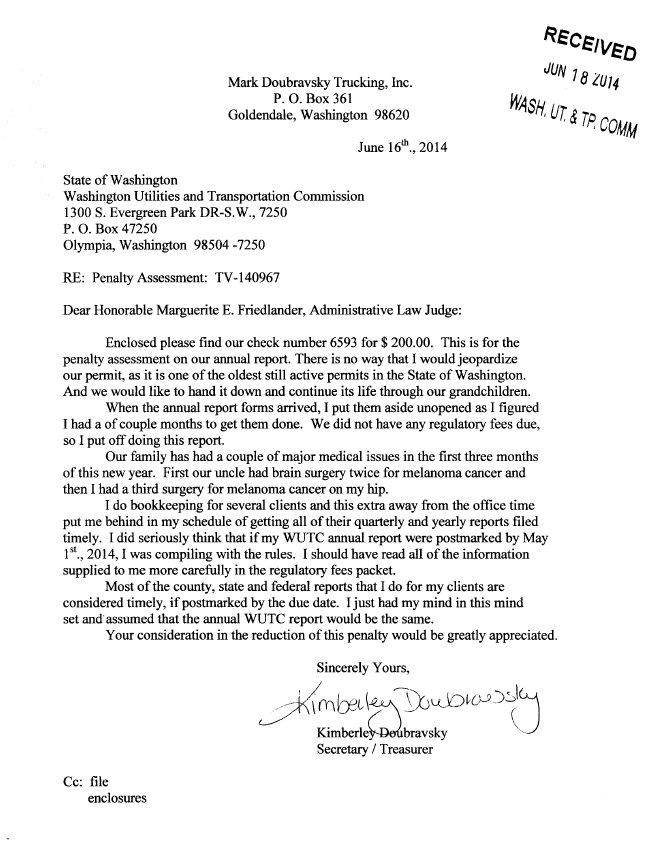 RECEIVED
JUN 18 2014
WASH. UT. & TP. COMM
Mark Doubravsky Trucking, Inc.
P. O. Box 361
Goldendale, Washington 98620
June 16th., 2014
State of Washington
Washington Utilities and Transportation Commission
1300 S. Evergreen Park DR-S.W., 7250
P. O. Box 47250
Olympia, Washington 98504 -7250
RE: Penalty Assessment: TV-140967
Dear Honorable Marguerite E. Friedlander, Administrative Law Judge:
Enclosed please find our check number 6593 for $ 200.00. This is for the
penalty assessment on our annual report. There is no way that I would jeopardize
our permit, as it is one of the oldest still active permits in the State of Washington.
And we would like to hand it down and continue its life through our grandchildren.
When the annual report forms arrived, I put them aside unopened as I figured
I had a of couple months to get them done. We did not have any regulatory fees due,
so I put off doing this report.
Our family has had a couple of major medical issues in the first three months
of this new year. First our uncle had brain surgery twice for melanoma cancer and
then I had a third surgery for melanoma cancer on my hip.
I do bookkeeping for several clients and this extra away from the office time
put me behind in my schedule of getting all of their quarterly and yearly reports filed
timely. I did seriously think that if my WUTC annual report were postmarked by May
1st., 2014, I was compiling with the rules. I should have read all of the information
supplied to me more carefully in the regulatory fees packet.
Most of the county, state and federal reports that I do for my clients are
considered timely, if postmarked by the due date. I just had my mind in this mind
set and assumed that the annual WUTC report would be the same.
Your consideration in the reduction of this penalty would be greatly appreciated.
Sincerely Yours,
Kimberley Doubravsky
Kimberley Doubravsky
Secretary / Treasurer
Cc: file
enclosures